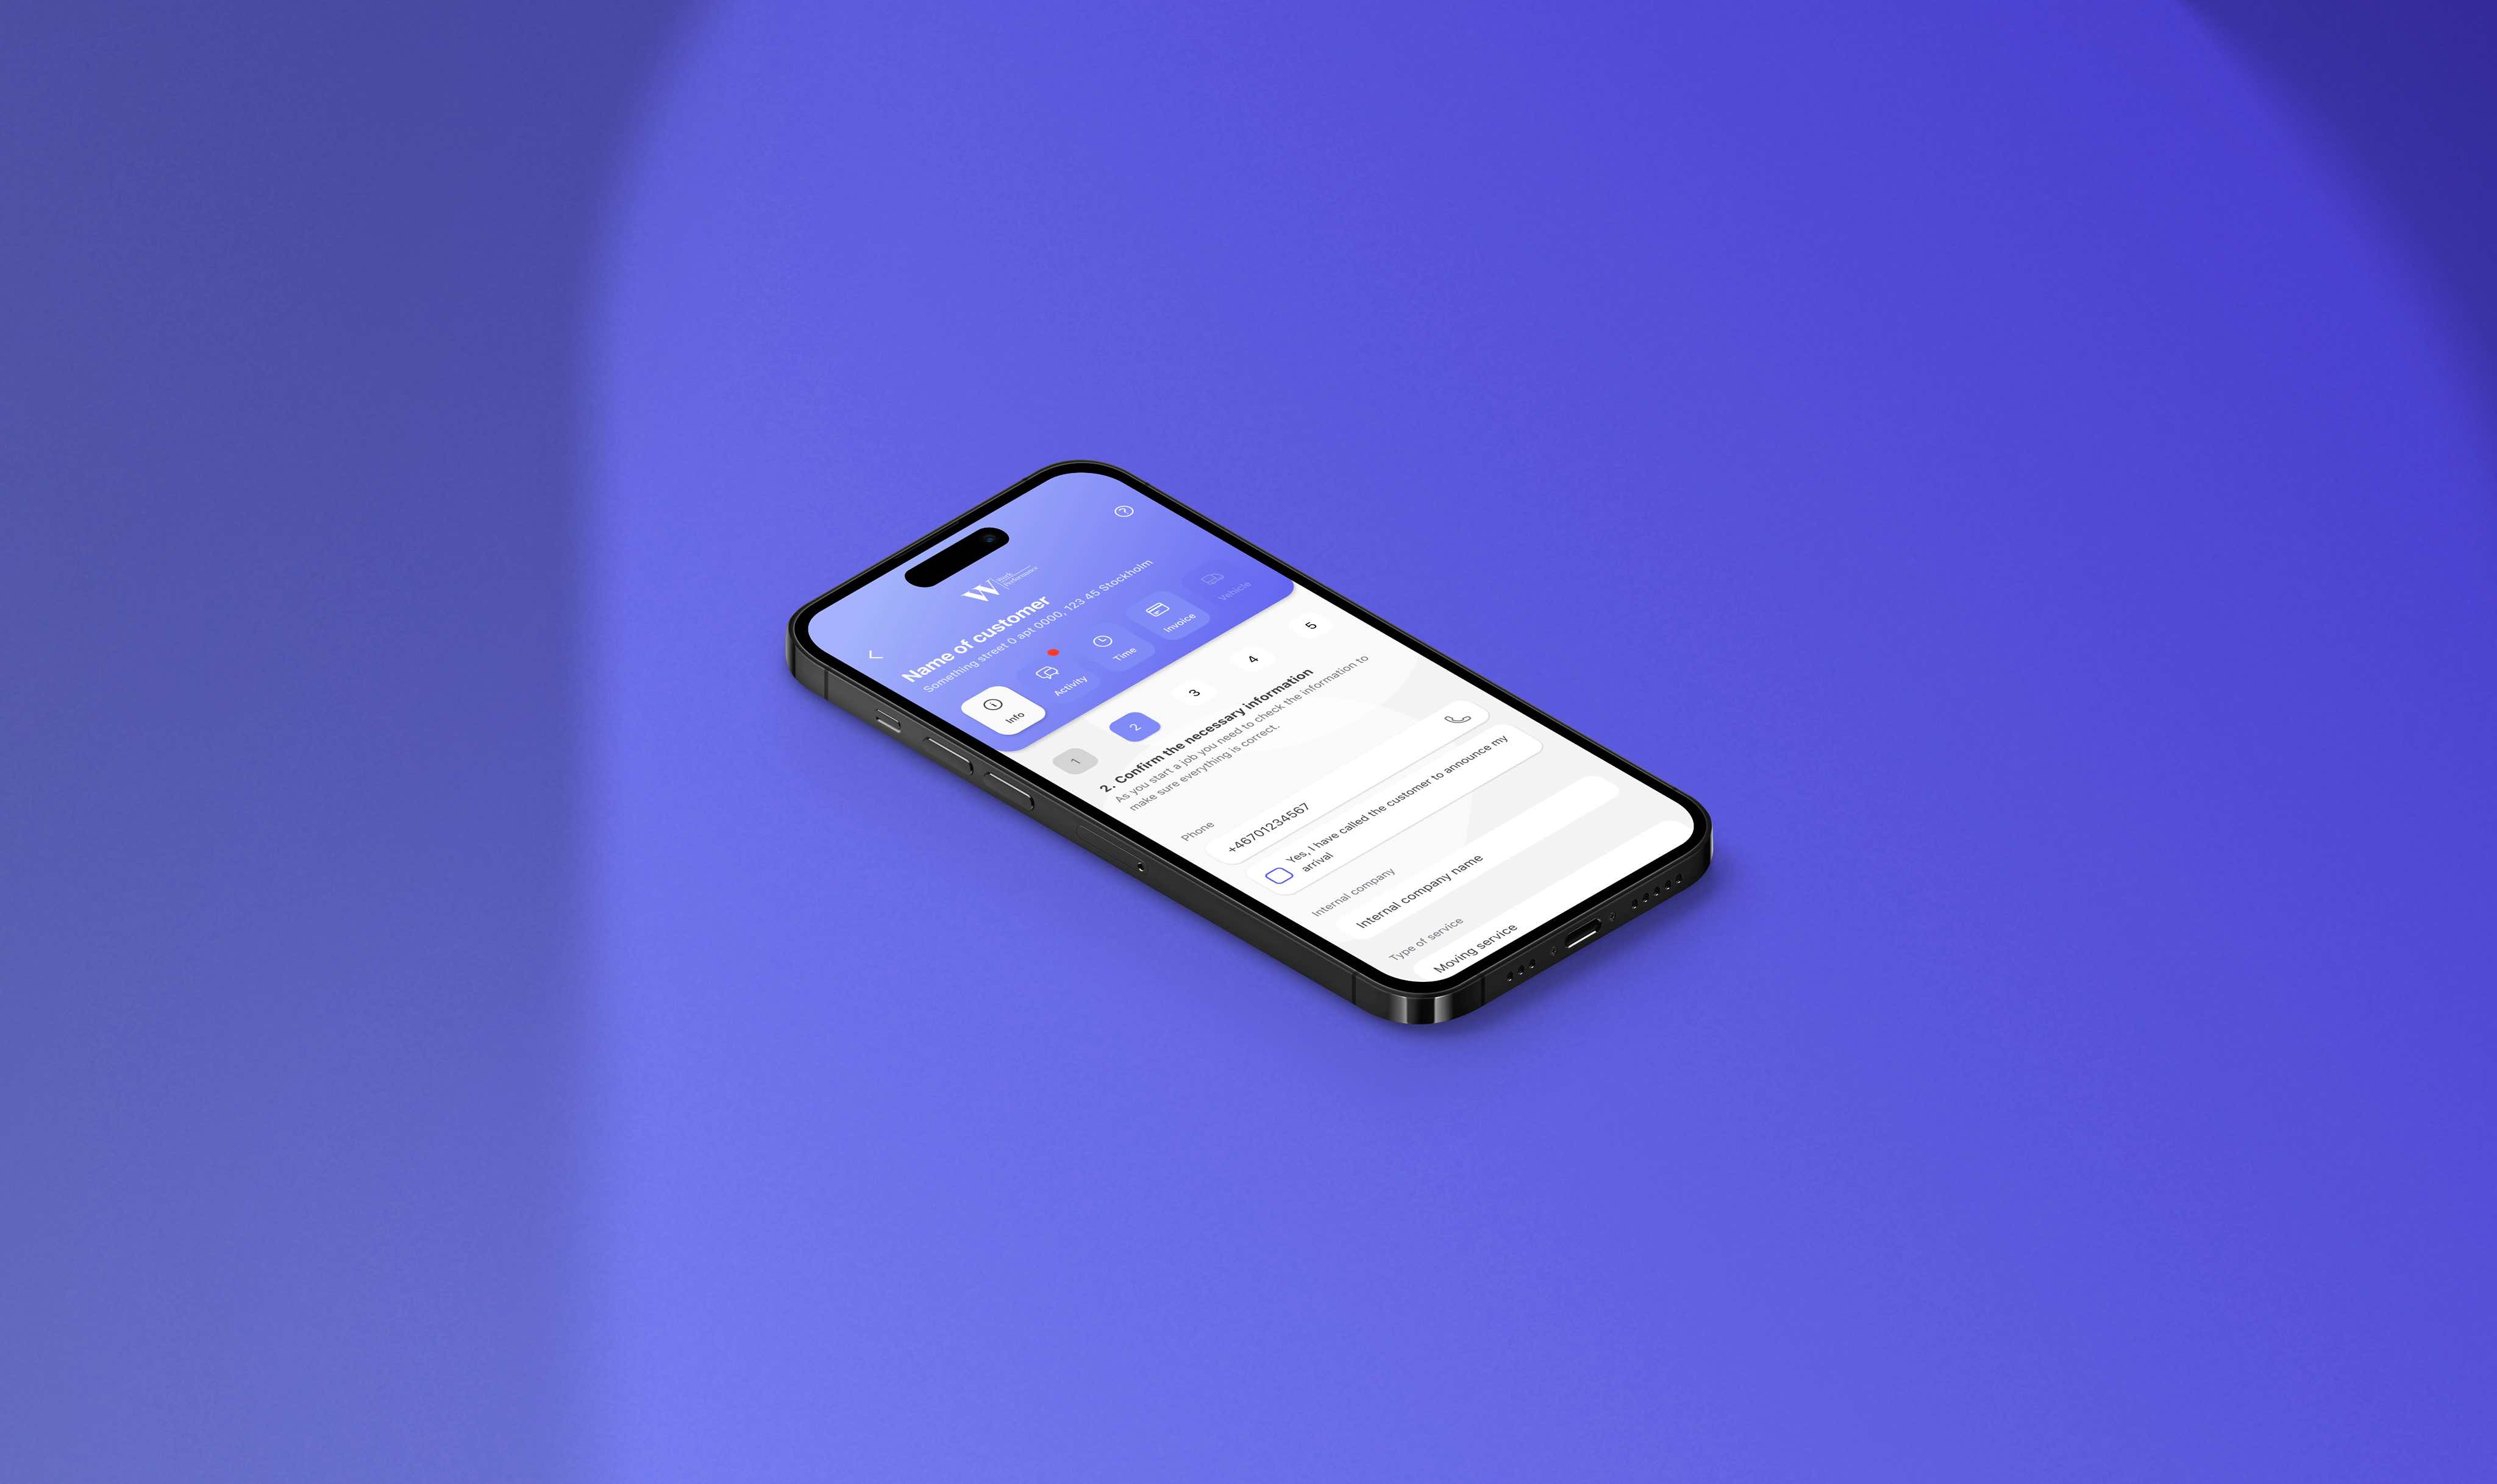 W
Work
Performance
Name of customer
Something street 0 apt 0000, 123 45 Stockholm
Info
Activity
Time
Invoice
Vehicle
1
2
3
4
5
2. Confirm the necessary information
As you start a job you need to check the information to
make sure everything is correct.
Phone
+46701234567
Yes, I have called the customer to announce my
arrival
Internal company
Internal company name
Type of service
Moving service